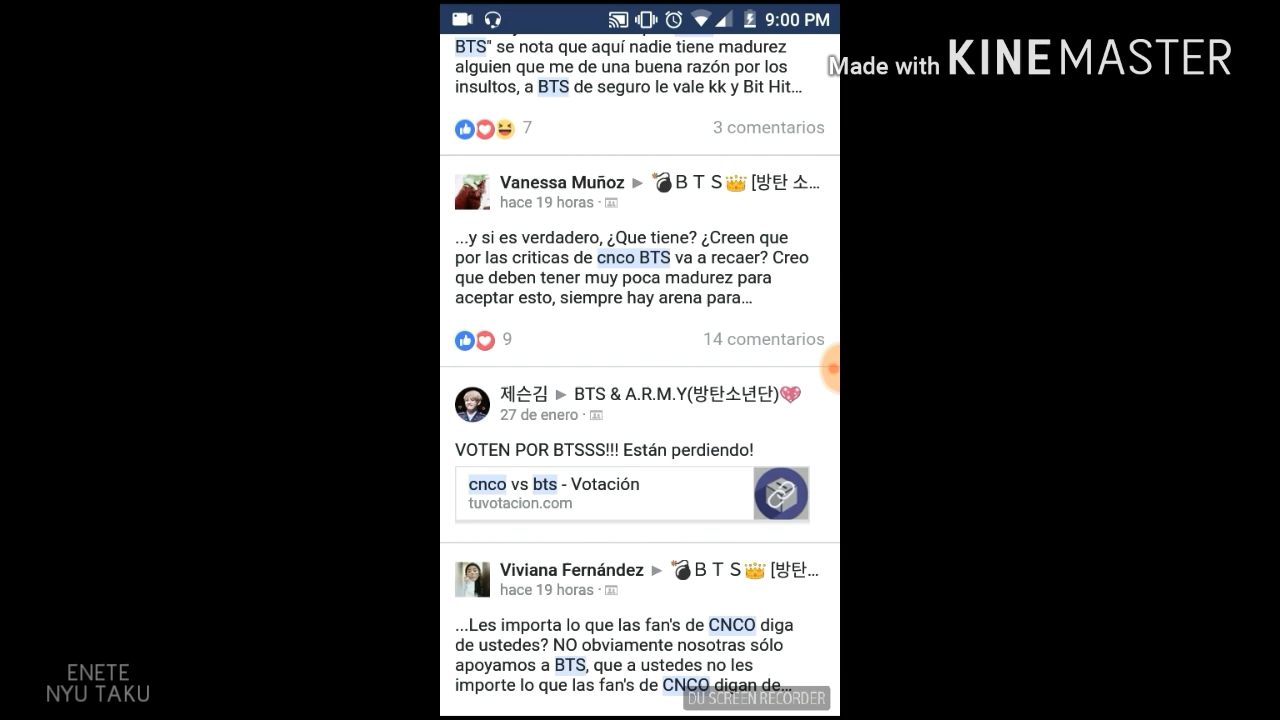 9:00 PM
Made with KINEMASTER
BTS" se nota que aquí nadie tiene madurez
alguien que me de una buena razón por los
insultos, a BTS de seguro le vale kk y Bit Hit...
7
3 comentarios
Vanessa Muñoz ▶ 💣ＢＴＳ👑 [방탄 소...
hace 19 horas ·
...y si es verdadero, ¿Que tiene? ¿Creen que
por las criticas de cnco BTS va a recaer? Creo
que deben tener muy poca madurez para
aceptar esto, siempre hay arena para...
9
14 comentarios
제슨김 ▶ BTS & A.R.M.Y(방탄소년단)💖
27 de enero ·
VOTEN POR BTSSS!!! Están perdiendo!
cnco vs bts - Votación
tuvotacion.com
Viviana Fernández ▶ 💣ＢＴＳ👑 [방탄...
hace 19 horas ·
...Les importa lo que las fan's de CNCO diga
de ustedes? NO obviamente nosotras sólo
apoyamos a BTS, que a ustedes no les
importe lo que las fan's de CNCO digan de...
DU SCREEN RECORDER
ENETE
NYU TAKU